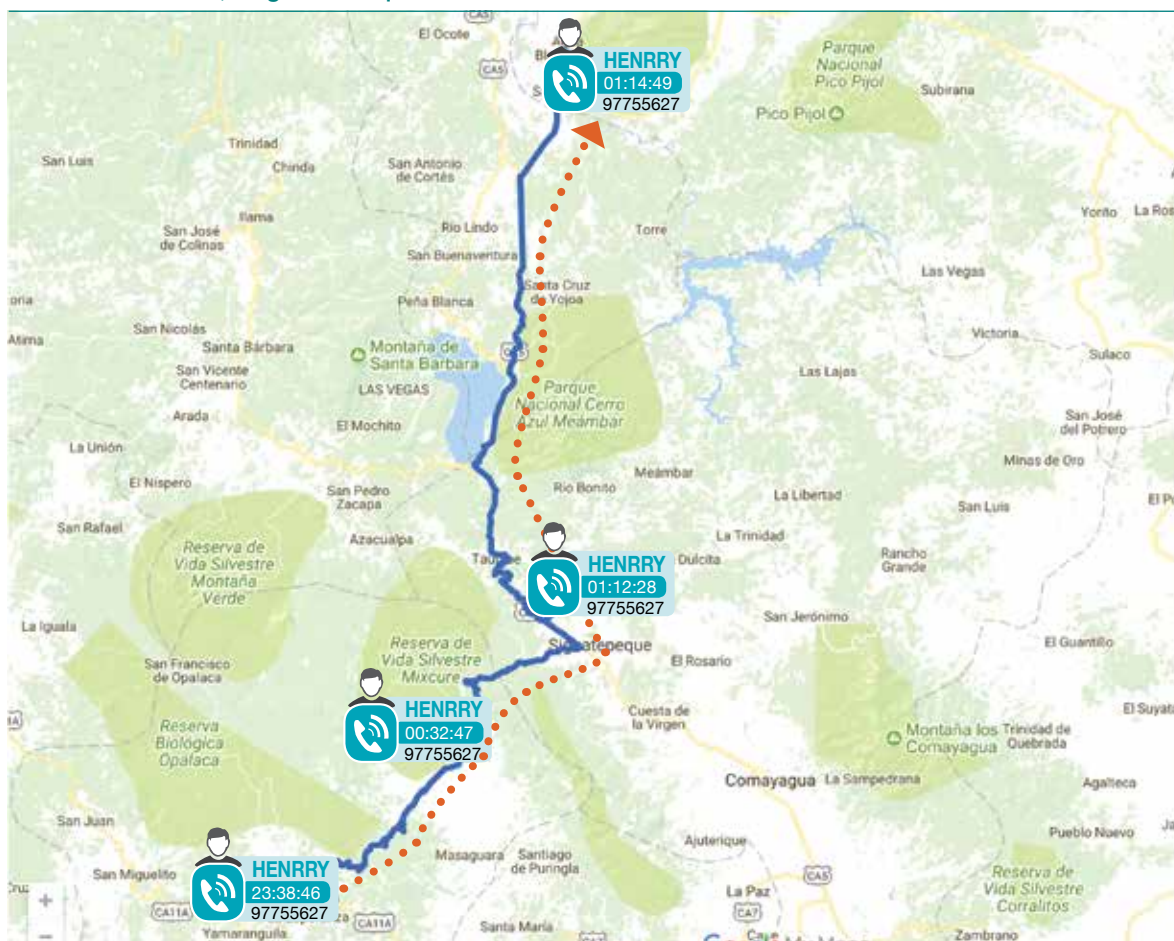 El Ocote
CA5
HENRRY
01:14:49
97755627
Parque
Nacional
Pico Pijol
Subirana
Pico Pijol
Trinidad
San Luis
Chinda
San Antonio
de Cortés
Ilama
San José
de Colinas
Rio Lindo
Torre
Yorito
San Buenaventura
Las Vegas
Santa Cruz
de Yojoa
Peña Blanca
San Nicolás
Atima
Santa Bárbara
Montaña de
Santa Bárbara
Victoria
Sulaco
San Vicente
Centenario
LAS VEGAS
Las Lajas
Parque
Nacional Cerro
Azul Meámbar
Arada
El Mochito
San José
del Potrero
La Unión
Minas de Oro
El Nispero
San Pedro
Zacapa
Rio Bonito
Meámbar
La Libertad
San Luis
San Rafael
Azacualpa
La Trinidad
Reserva de
Vida Silvestre
Montaña
Verde
HENRRY
01:12:28
97755627
Dulcita
Rancho
Grande
San Jerónimo
La Iguala
El Guantillo
Reserva de
Vida Silvestre
Mixcure
Siguatepeque
El Rosario
San Francisco
de Opalaca
HENRRY
00:32:47
97755627
Cuesta de
la Virgen
Reserva
Biologica
Opalaca
Montaña los
Comayagua
Trinidad de
Quebrada
Comayagua
La Sampedrana
Agalteca
San Juan
Ajuterique
Pueblo Nuevo
HENRRY
23:38:46
97755627
San Miguelito
Masaguara
Santiago
de Puringla
CA5
Reserva de
Vida Silvestre
Corralitos
La Paz
CA11A
CA11A
CA7
Yamaranguila
Santa María
Zambrano